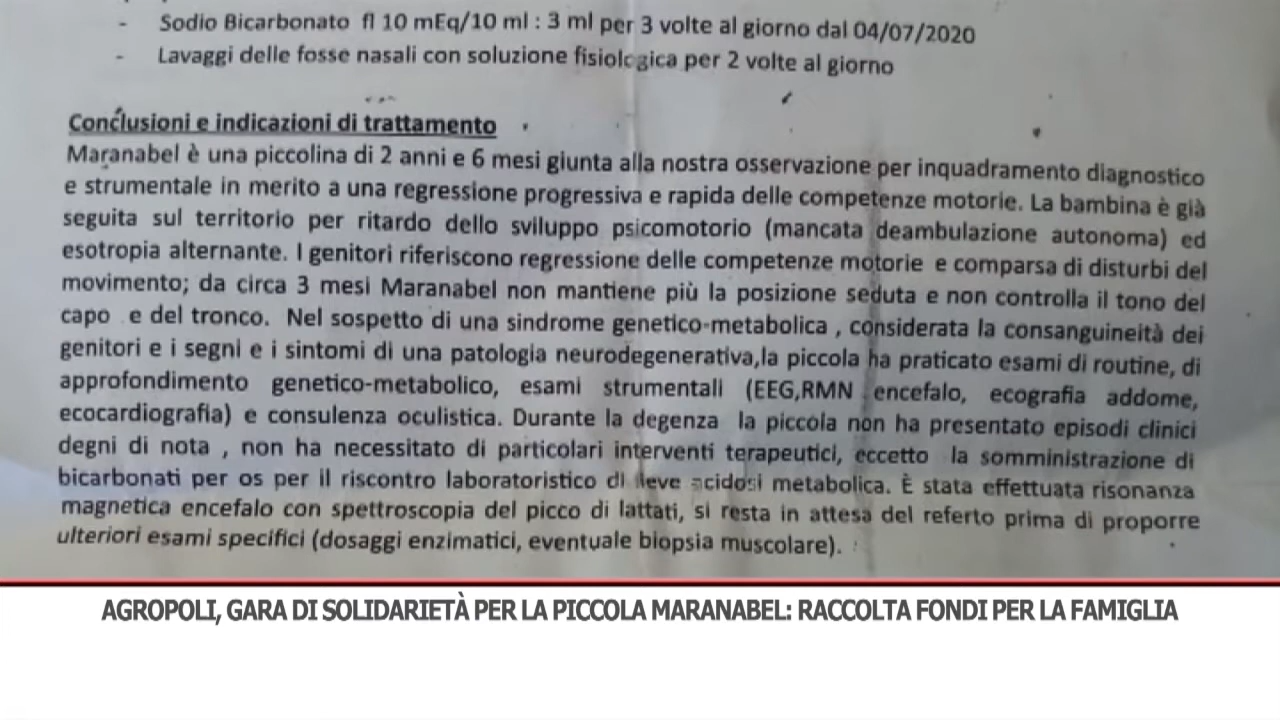 - Sodio Bicarbonato fl 10 mEq/10 ml : 3 ml per 3 volte al giorno dal 04/07/2020
- Lavaggi delle fosse nasali con soluzione fisiologica per 2 volte al giorno
Conclusioni e indicazioni di trattamento
Maranabel è una piccolina di 2 anni e 6 mesi giunta alla nostra osservazione per inquadramento diagnostico
e strumentale in merito a una regressione progressiva e rapida delle competenze motorie. La bambina è già
seguita sul territorio per ritardo dello sviluppo psicomotorio (mancata deambulazione autonoma) ed
esotropia alternante. I genitori riferiscono regressione delle competenze motorie e comparsa di disturbi del
movimento; da circa 3 mesi Maranabel non mantiene più la posizione seduta e non controlla il tono del
capo e del tronco. Nel sospetto di una sindrome genetico-metabolica , considerata la consanguineità dei
genitori e i segni e i sintomi di una patologia neurodegenerativa,la piccola ha praticato esami di routine, di
approfondimento genetico-metabolico, esami strumentali (EEG,RMN encefalo, ecografia addome,
ecocardiografia) e consulenza oculistica. Durante la degenza la piccola non ha presentato episodi clinici
degni di nota , non ha necessitato di particolari interventi terapeutici, eccetto la somministrazione di
bicarbonati per os per il riscontro laboratoristico di lieve acidosi metabolica. È stata effettuata risonanza
magnetica encefalo con spettroscopia del picco di lattati, si resta in attesa del referto prima di proporre
ulteriori esami specifici (dosaggi enzimatici, eventuale biopsia muscolare).
AGROPOLI, GARA DI SOLIDARIETÀ PER LA PICCOLA MARANABEL: RACCOLTA FONDI PER LA FAMIGLIA